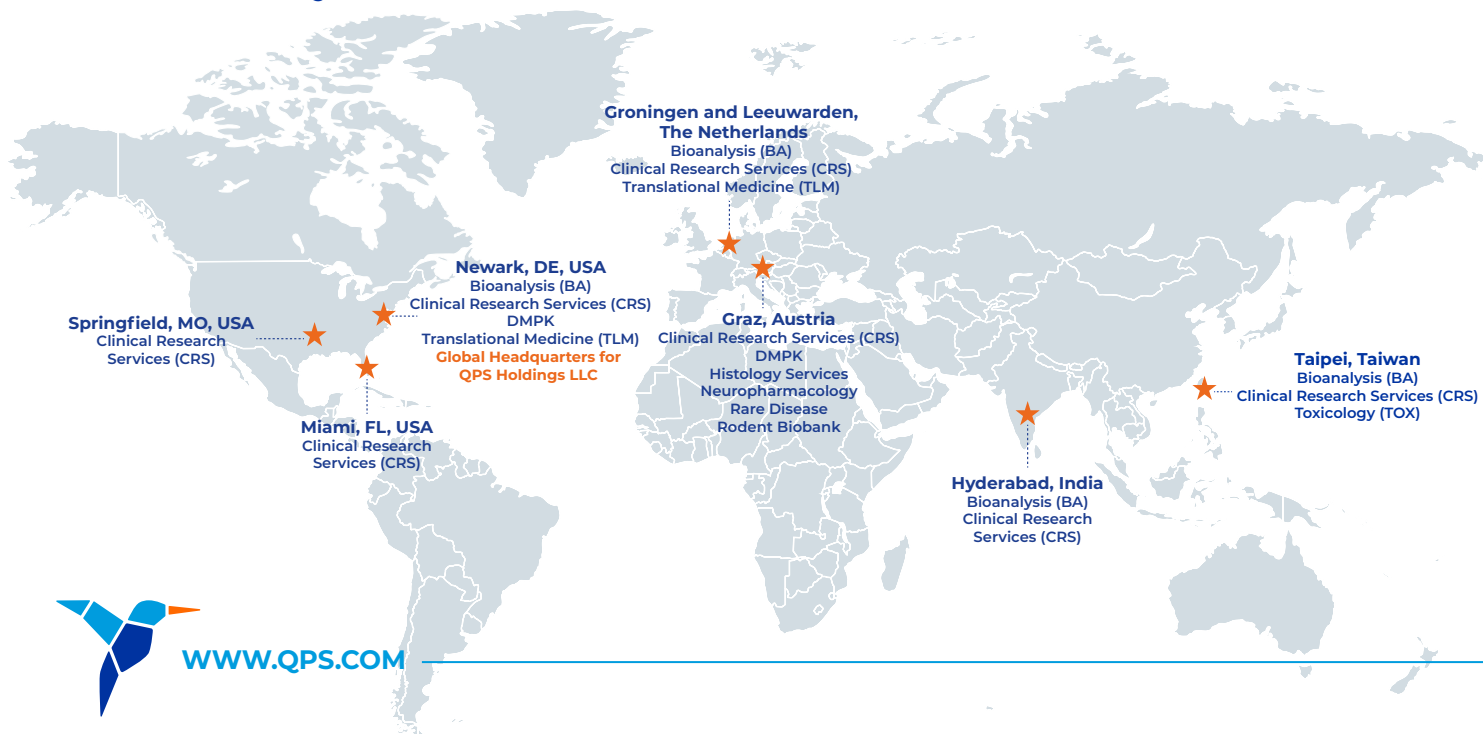 Groningen and Leeuwarden,
The Netherlands
Bioanalysis (BA)
Clinical Research Services (CRS)
Translational Medicine (TLM)
Newark, DE, USA
Bioanalysis (BA)
Clinical Research Services (CRS)
DMPK
Translational Medicine (TLM)
Global Headquarters for
QPS Holdings LLC
Springfield, MO, USA
Clinical Research
Services (CRS)
Miami, FL, USA
Clinical Research
Services (CRS)
Graz, Austria
Clinical Research Services (CRS)
DMPK
Histology Services
Neuropharmacology
Rare Disease
Rodent Biobank
Taipei, Taiwan
Bioanalysis (BA)
Clinical Research Services (CRS)
Toxicology (TOX)
Hyderabad, India
Bioanalysis (BA)
Clinical Research
Services (CRS)
WWW.QPS.COM